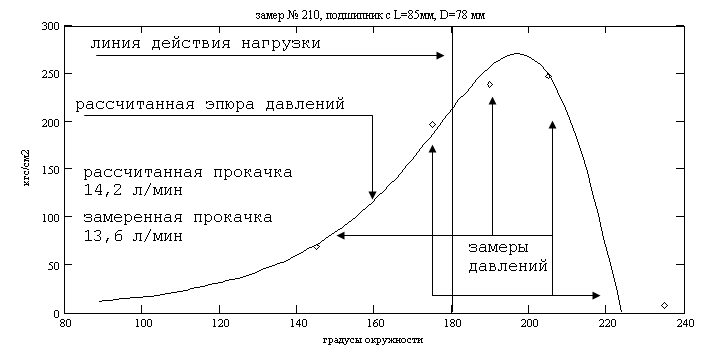 замер № 210, подшипник с L=85мм, D=78 мм
300
линия действия нагрузки
250
рассчитанная эпюра давлений
200
кгс/см2
рассчитанная прокачка
14,2 л/мин
150
замеренная прокачка
13,6 л/мин
100
замеры
давлений
50
0
80 100 120 140 160 180 200 220 240
градусы окружности